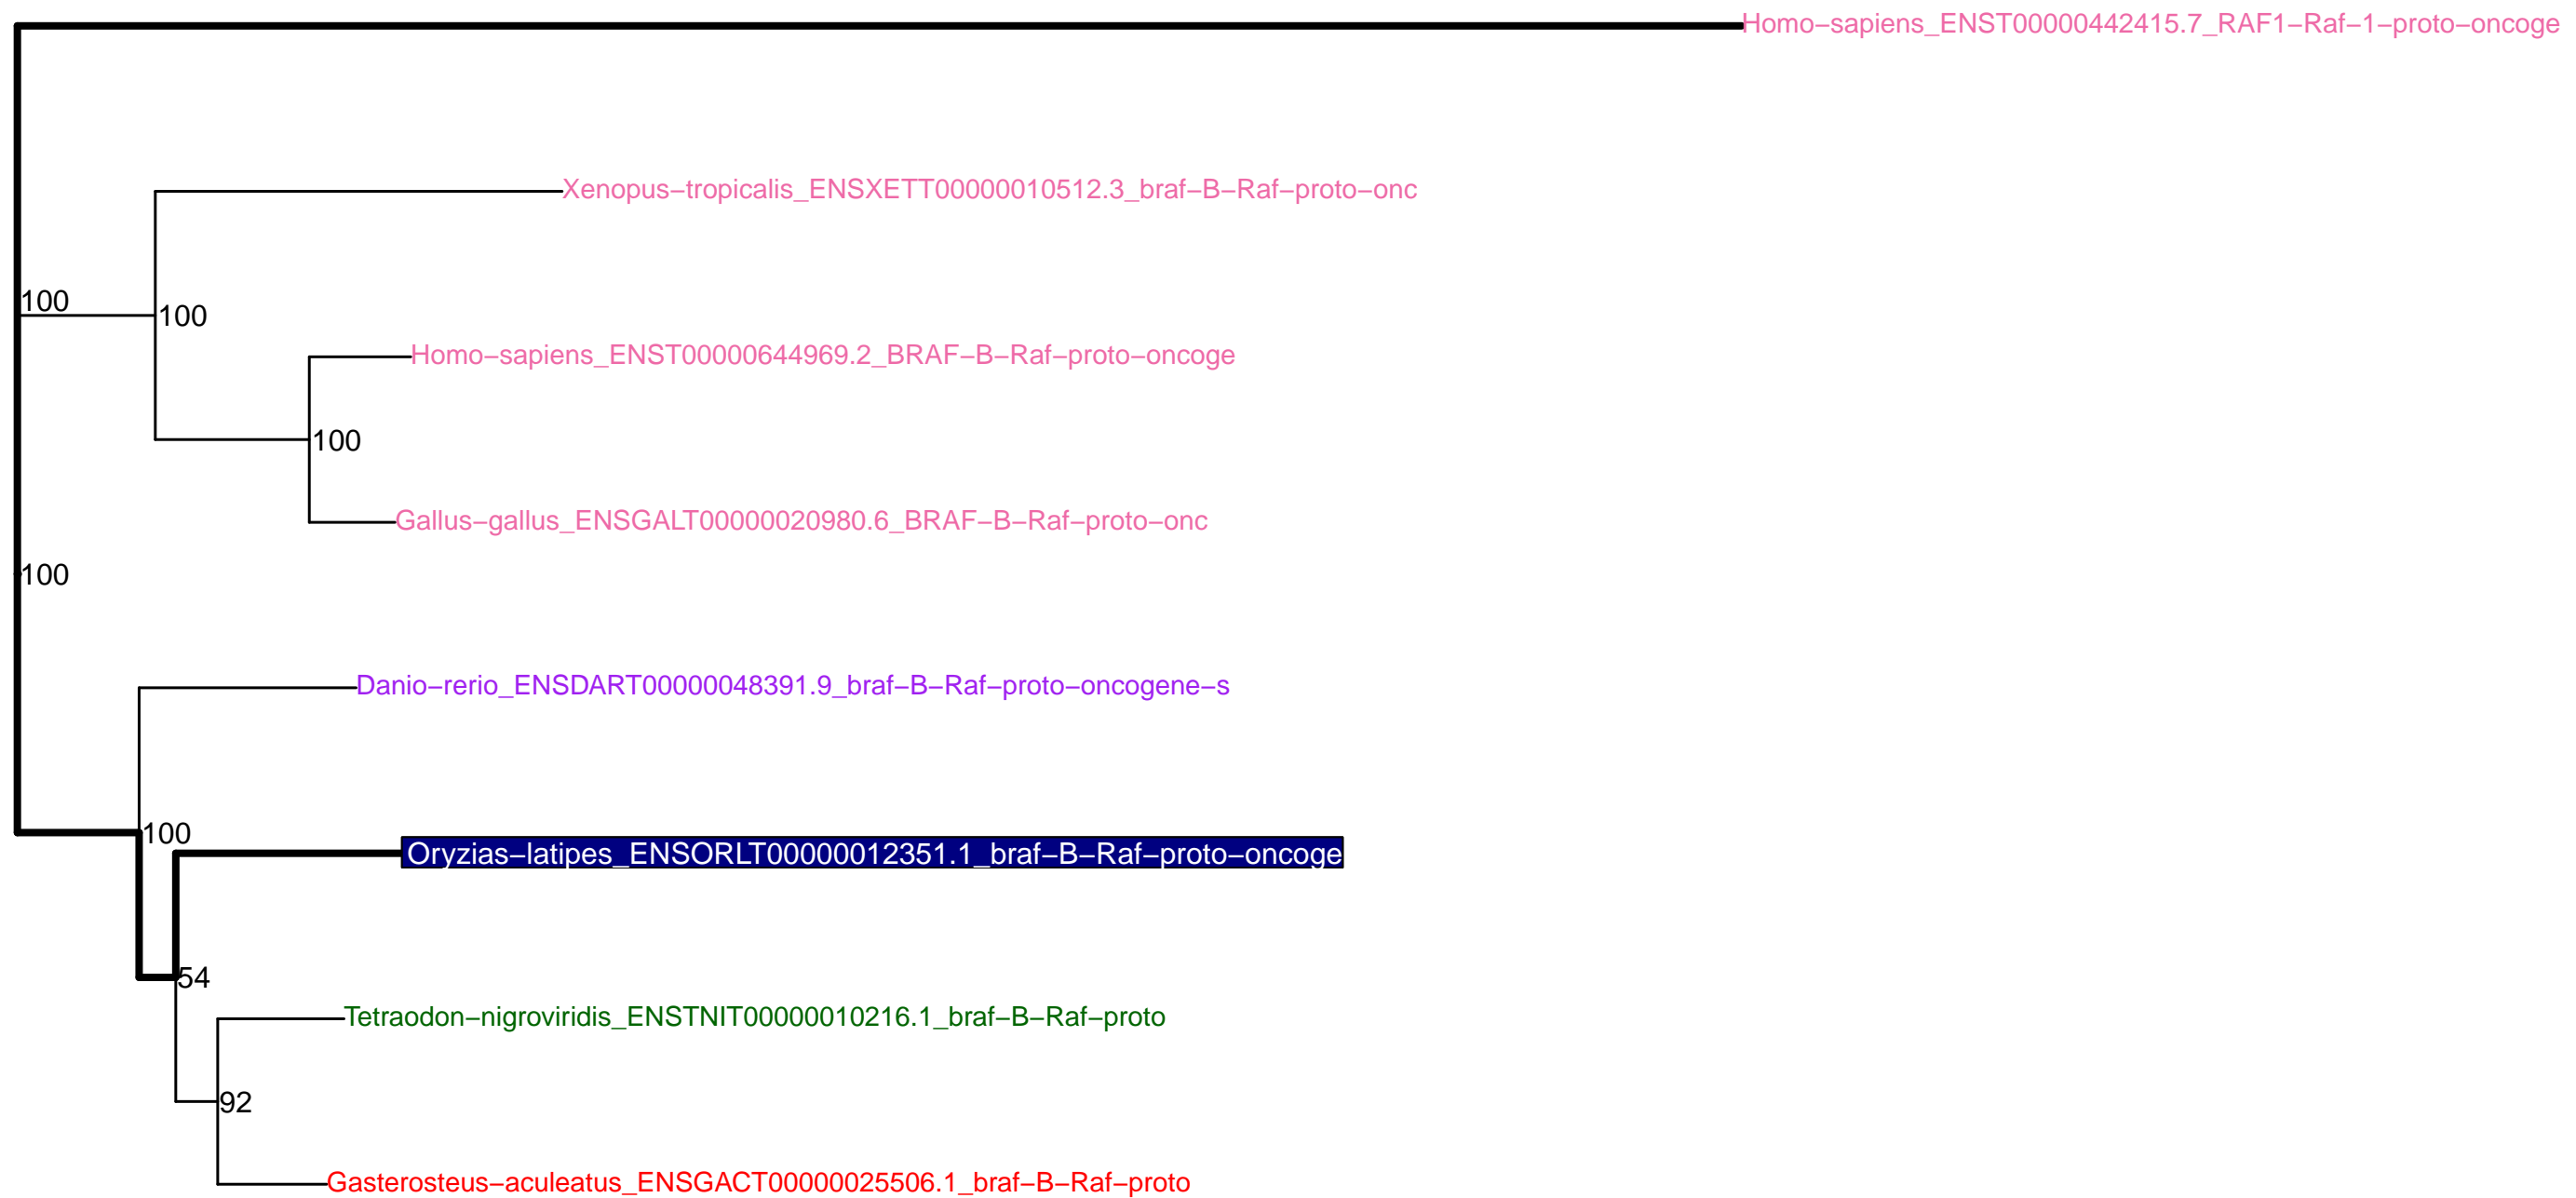 Homo−sapiens_ENST00000442415.7_RAF1−Raf−1−proto−oncoge
Xenopus−tropicalis_ENSXETT00000010512.3_braf−B−Raf−proto−onc
100
100
Homo−sapiens_ENST00000644969.2_BRAF−B−Raf−proto−oncoge
100
Gallus−gallus_ENSGALT00000020980.6_BRAF−B−Raf−proto−onc
100
Danio−rerio_ENSDART00000048391.9_braf−B−Raf−proto−oncogene−s
100
Oryzias−latipes_ENSORLT00000012351.1_braf−B−Raf−proto−oncoge
54
Tetraodon−nigroviridis_ENSTNIT00000010216.1_braf−B−Raf−proto
92
Gasterosteus−aculeatus_ENSGACT00000025506.1_braf−B−Raf−proto